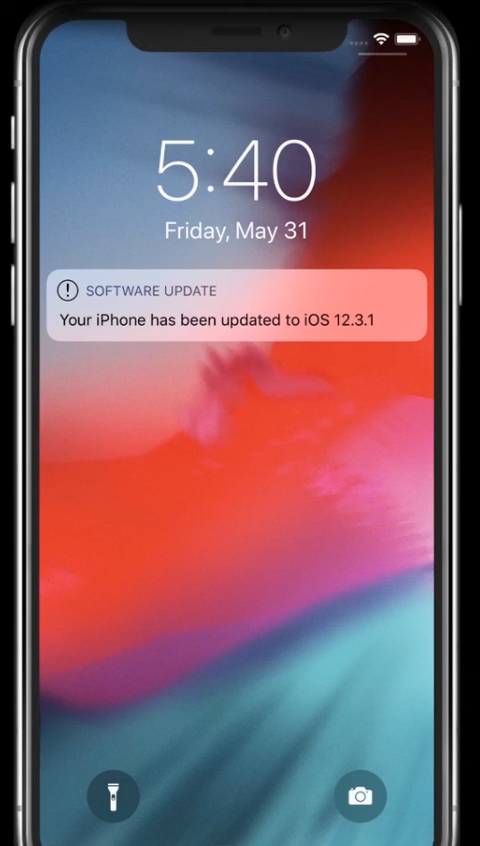 5:40
Friday, May 31
SOFTWARE UPDATE
Your iPhone has been updated to iOS 12.3.1